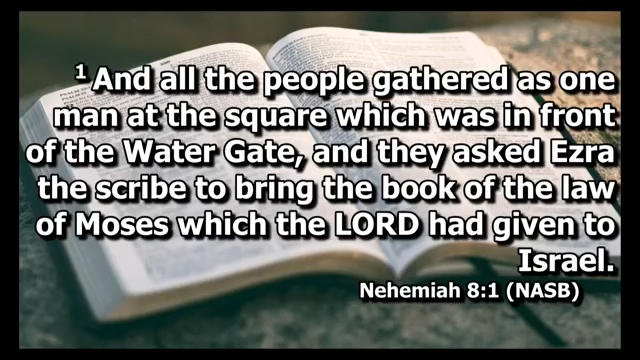 1 And all the people gathered as one
man at the square which was in front
of the Water Gate, and they asked Ezra
the scribe to bring the book of the law
of Moses which the LORD had given to
Israel.
Nehemiah 8:1 (NASB)